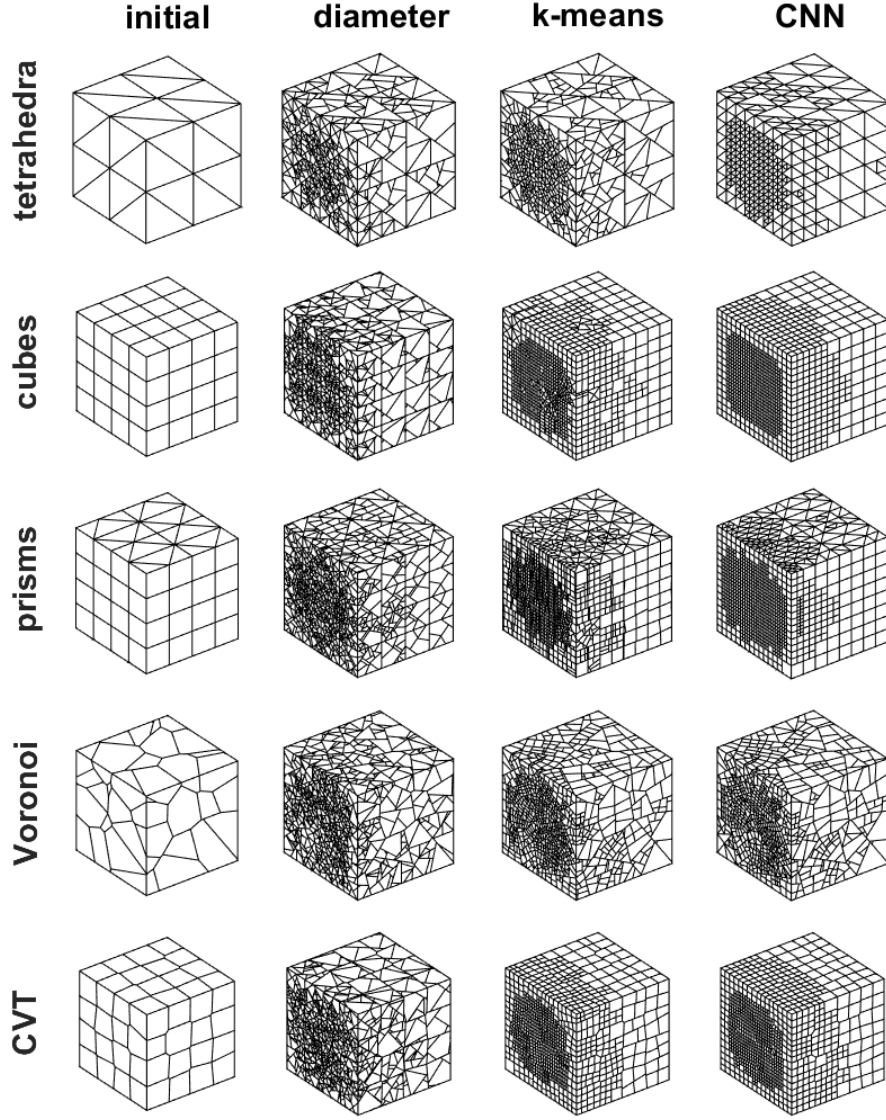 initial diameter k-means CNN
tetrahedra
cubes
prisms
Voronoi
CVT